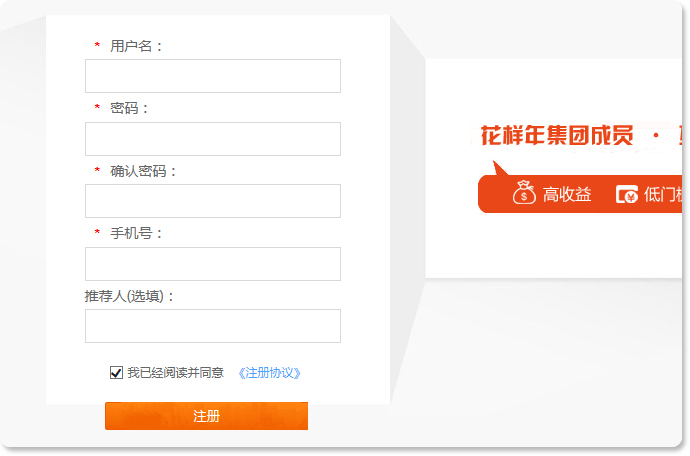 * 用户名：
* 密码：
* 确认密码：
* 手机号：
推荐人(选填)：
我已经阅读并同意 《注册协议》
注册
花样年集团成员 ·
高收益 低门